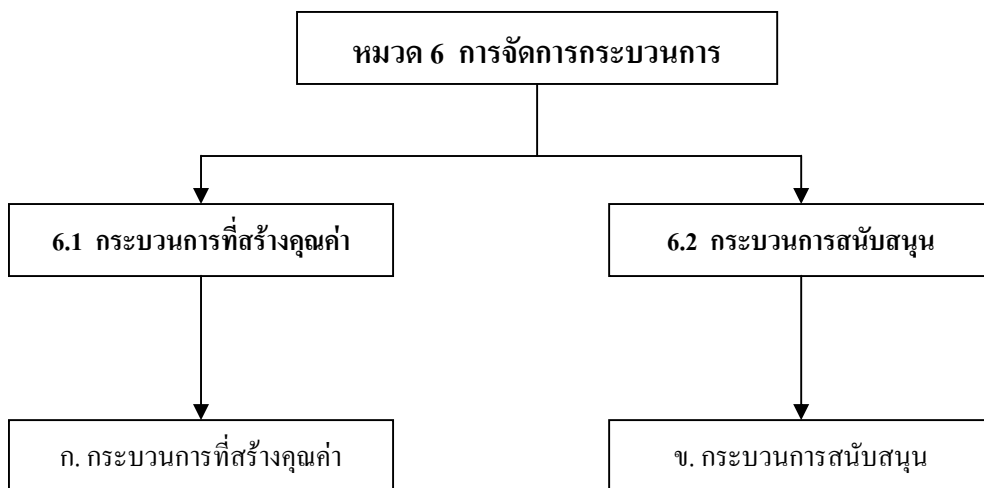 หมวด 6 การจัดการกระบวนการ
6.1 กระบวนการที่สร้างคุณค่า
6.2 กระบวนการสนับสนุน
ก. กระบวนการที่สร้างคุณค่า
ข. กระบวนการสนับสนุน